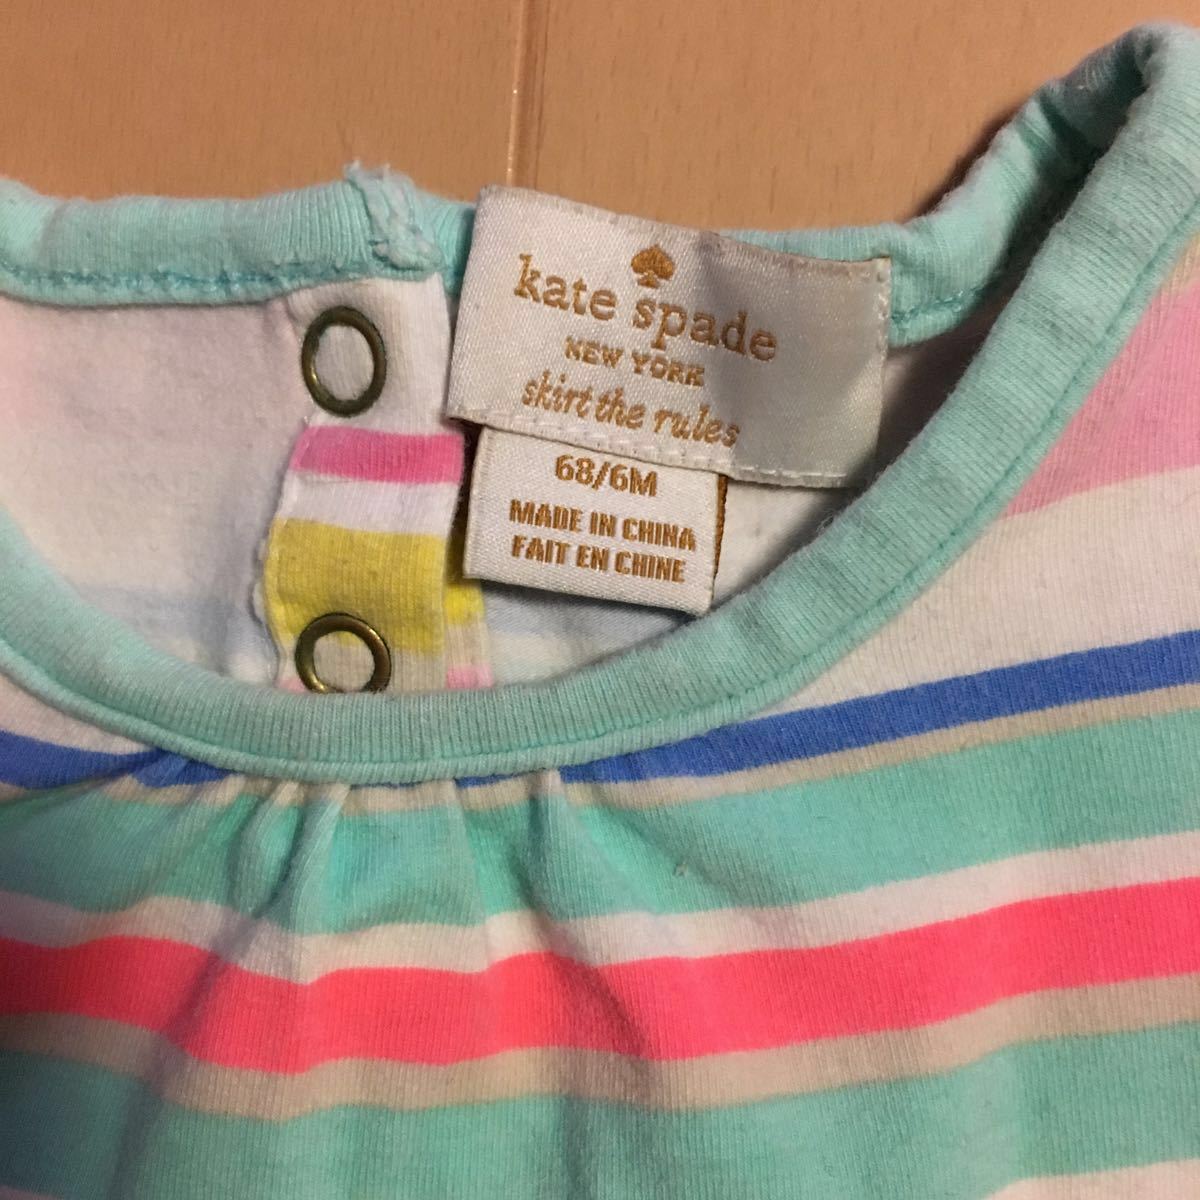 kate spade
NEW YORK
skirt the rules
68/6M
MADE IN CHINA
FAIT EN CHINE